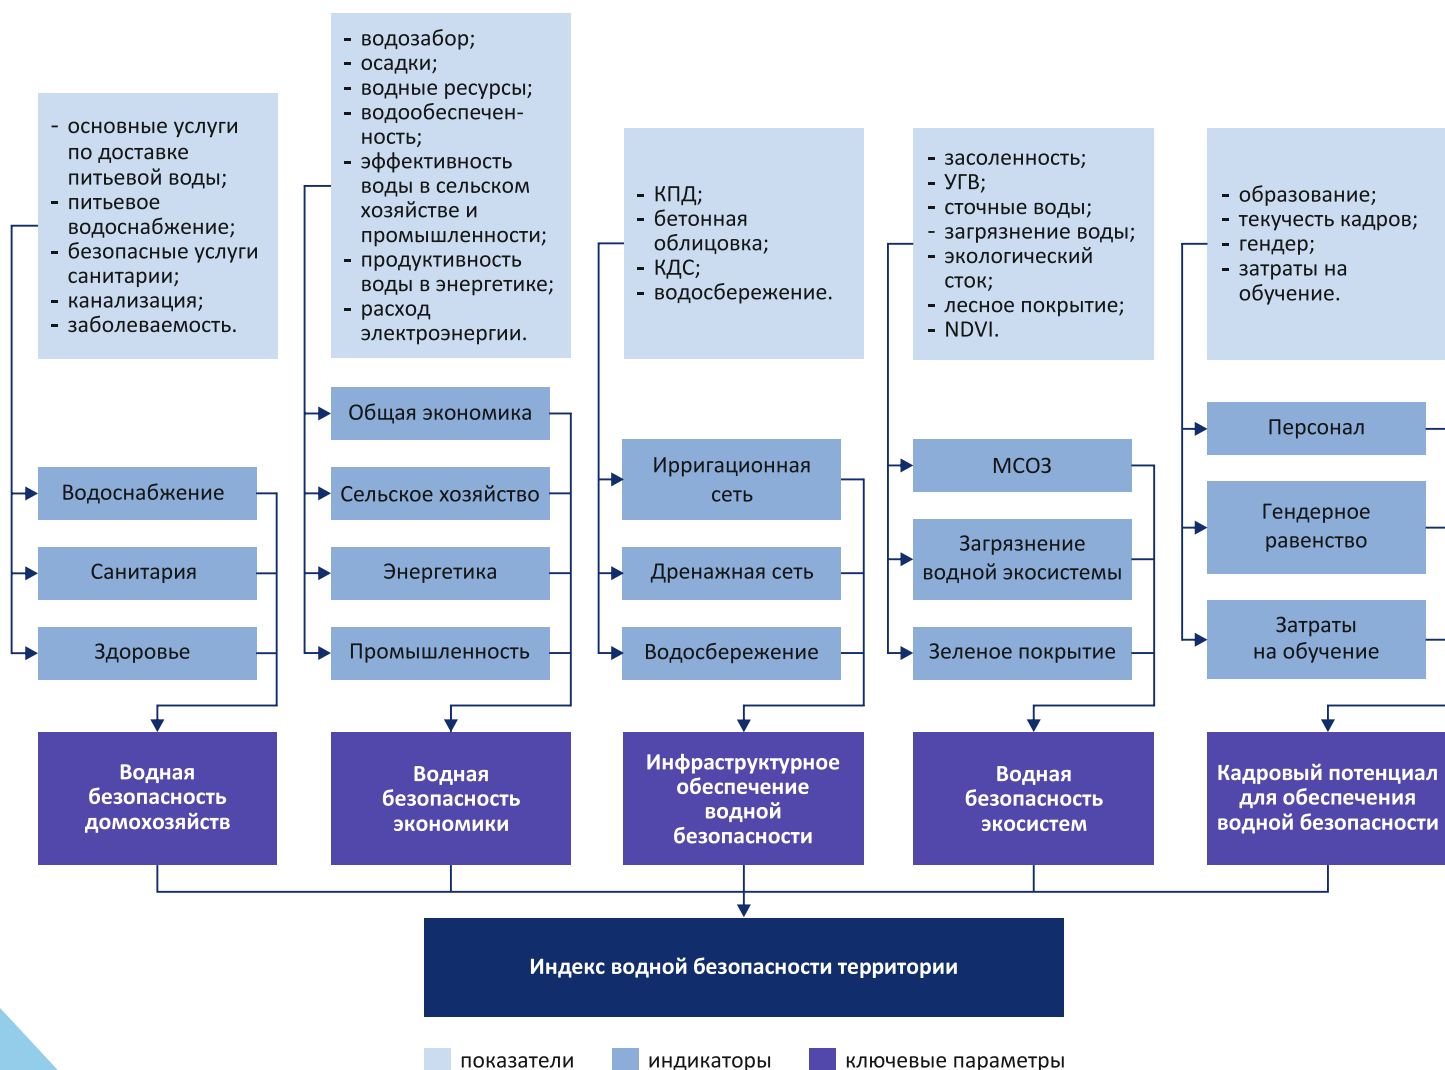 - основные услуги
по доставке
питьевой воды;
- питьевое
водоснабжение;
- безопасные услуги
санитарии;
- канализация;
- заболеваемость.
- водозабор;
- осадки;
- водные ресурсы;
- водообеспечен-
ность;
- эффективность
воды в сельском
хозяйстве и
промышленности;
- продуктивность
воды в энергетике;
- расход
электроэнергии.
- КПД;
- бетонная
облицовка;
- КДС;
- водосбережение.
- засоленность;
- УГВ;
- сточные воды;
- загрязнение воды;
- экологический
сток;
- лесное покрытие;
- NDVI.
- образование;
- текучесть кадров;
- гендер;
- затраты на
обучение.
Водоснабжение
Санитария
Здоровье
Общая экономика
Сельское хозяйство
Энергетика
Промышленность
Ирригационная
сеть
Дренажная сеть
Водосбережение
МСОЗ
Загрязнение
водной экосистемы
Зеленое покрытие
Персонал
Гендерное
равенство
Затраты
на обучение
Водная
безопасность
домохозяйств
Водная
безопасность
экономики
Инфраструктурное
обеспечение
водной
безопасности
Водная
безопасность
экосистем
Кадровый потенциал
для обеспечения
водной безопасности
Индекс водной безопасности территории
показатели
индикаторы
ключевые параметры